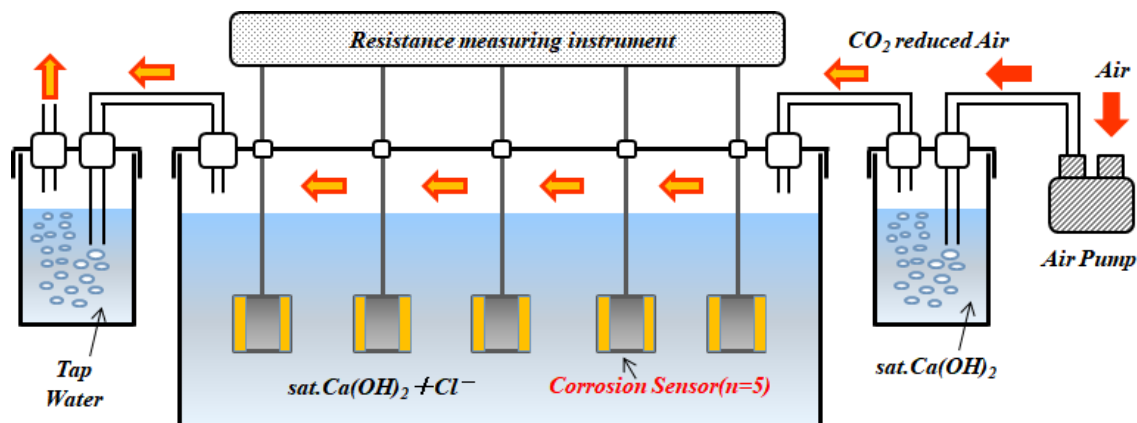 Resistance measuring instrument
CO₂ reduced Air
Air
Air Pump
Tap
Water
sat.Ca(OH)₂ +Cl⁻
Corrosion Sensor(n=5)
sat.Ca(OH)₂